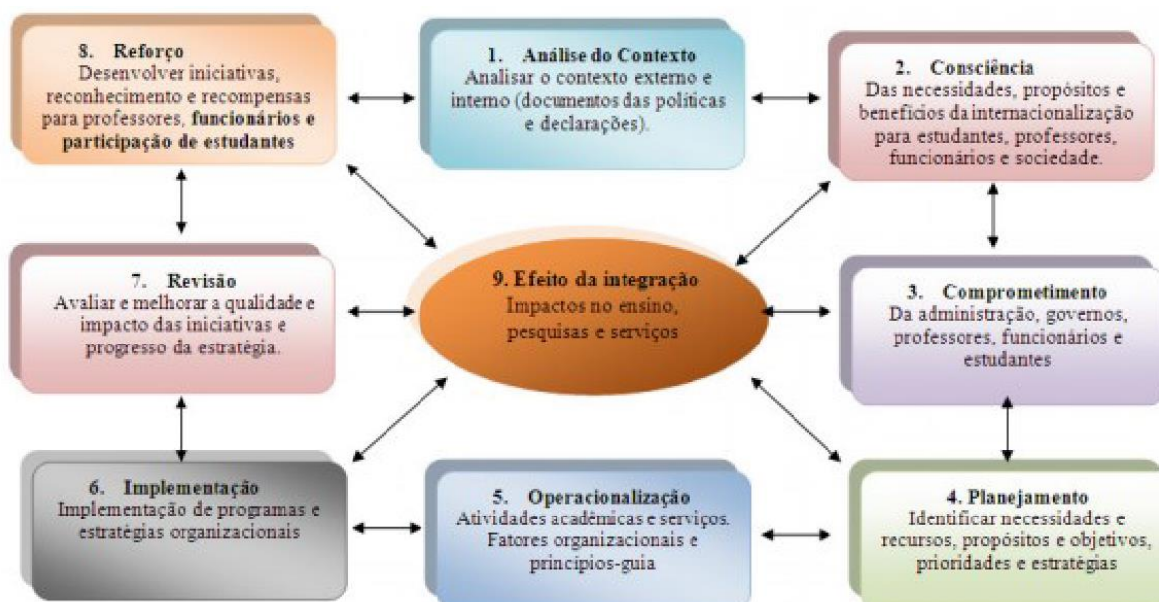 8. Reforço
Desenvolver iniciativas,
reconhecimento e recompensas
para professores, funcionários e
participação de estudantes
1. Análise do Contexto
Analisar o contexto externo e
interno (documentos das políticas
e declarações).
2. Consciência
Das necessidades, propósitos e
benefícios da internacionalização
para estudantes, professores,
funcionários e sociedade.
7. Revisão
Avaliar e melhorar a qualidade e
impacto das iniciativas e
progresso da estratégia.
9. Efeito da integração
Impactos no ensino,
pesquisas e serviços
3. Comprometimento
Da administração, governos,
professores, funcionários e
estudantes
6. Implementação
Implementação de programas e
estratégias organizacionais
5. Operacionalização
Atividades acadêmicas e serviços.
Fatores organizacionais e
princípios-guia
4. Planejamento
Identificar necessidades e
recursos, propósitos e objetivos,
prioridades e estratégias